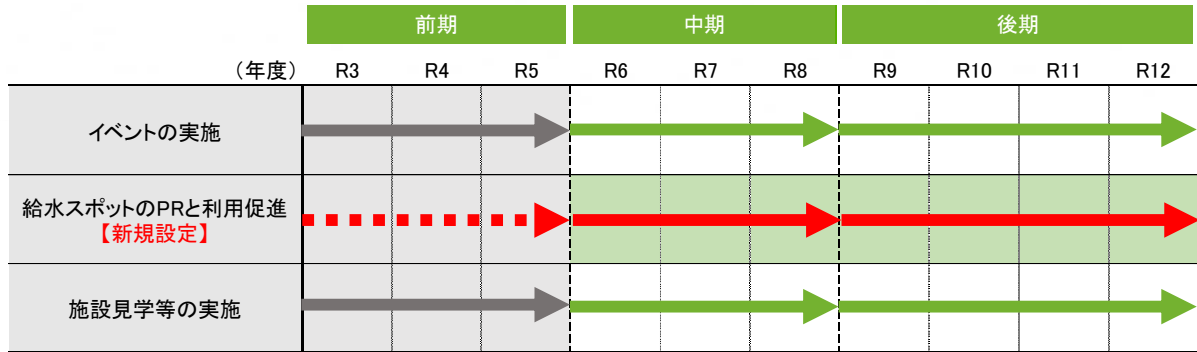 前期 中期 後期
（年度） R3 R4 R5 R6 R7 R8 R9 R10 R11 R12
イベントの実施
給水スポットのPRと利用促進
【新規設定】
施設見学等の実施